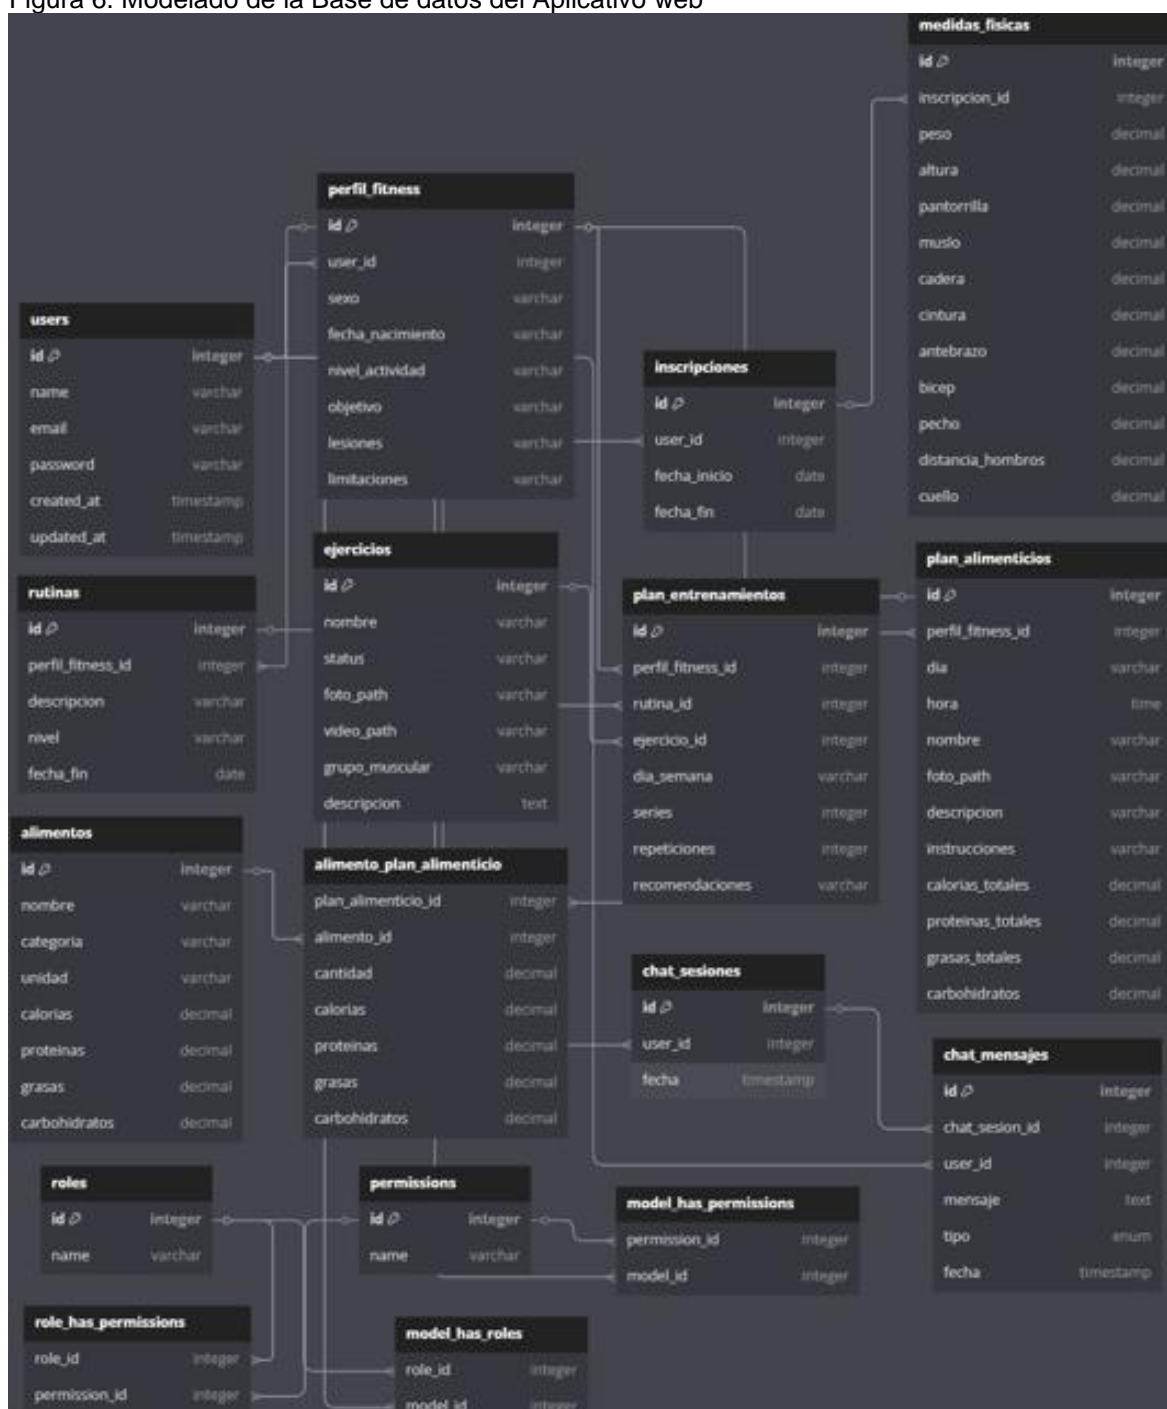 Figura 6. Modelado de la Base de datos del Aplicativo web
medidas_fisicas
id integer
inscripcion_id integer
peso decimal
altura decimal
pantorrilla decimal
muslo decimal
cadera decimal
cintura decimal
antebrazo decimal
bicep decimal
pecho decimal
distancia_hombros decimal
cuello decimal
perfil_fitness
id integer
user_id integer
sexo varchar
fecha_nacimiento varchar
nivel_actividad varchar
objetivo varchar
lesiones varchar
limitaciones varchar
users
id integer
name varchar
email varchar
password varchar
created_at timestamp
updated_at timestamp
inscripciones
id integer
user_id integer
fecha_inicio date
fecha_fin date
ejercicios
id integer
nombre varchar
status varchar
foto_path varchar
video_path varchar
grupo_muscular varchar
descripcion text
rutinas
id integer
perfil_fitness_id integer
descripcion varchar
nivel varchar
fecha_fin date
plan_entrenamientos
id integer
perfil_fitness_id integer
rutina_id integer
ejercicio_id integer
dia_semana varchar
series integer
repeticiones integer
recomendaciones varchar
plan_alimenticios
id integer
perfil_fitness_id integer
dia varchar
hora time
nombre varchar
foto_path varchar
descripcion varchar
instrucciones varchar
calorias_totales decimal
proteinas_totales decimal
grasas_totales decimal
carbohidratos decimal
alimentos
id integer
nombre varchar
categoria varchar
unidad varchar
calorias decimal
proteinas decimal
grasas decimal
carbohidratos decimal
alimento_plan_alimenticio
plan_alimenticio_id integer
alimento_id integer
cantidad decimal
calorias decimal
proteinas decimal
grasas decimal
carbohidratos decimal
chat_sesiones
id integer
user_id integer
fecha timestamp
chat_mensajes
id integer
chat_sesion_id integer
user_id integer
mensaje text
tipo enum
fecha timestamp
roles
id integer
name varchar
permissions
id integer
name varchar
model_has_permissions
permission_id integer
model_id integer
role_has_permissions
role_id integer
permission_id integer
model_has_roles
role_id integer
model_id integer